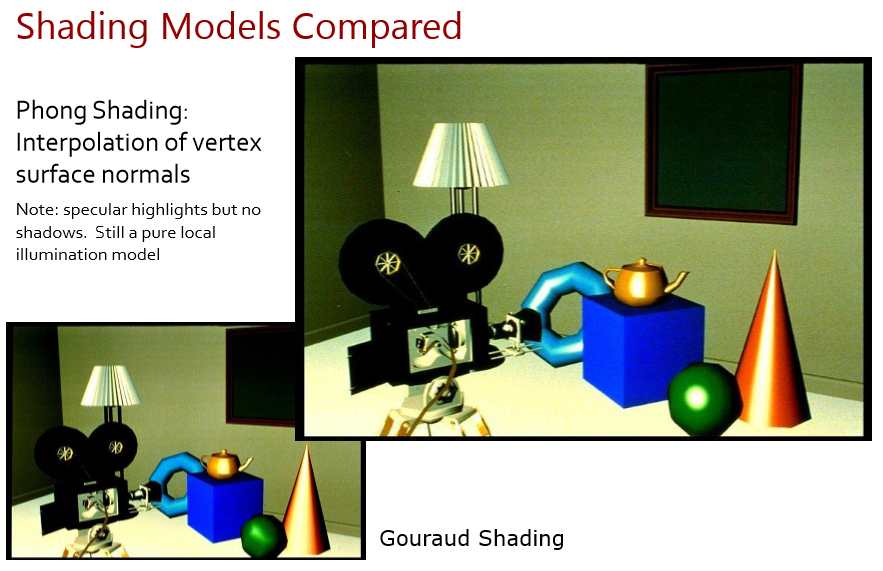 Shading Models Compared
Phong Shading:
Interpolation of vertex
surface normals
Note: specular highlights but no
shadows.  Still a pure local
illumination model
Gouraud Shading